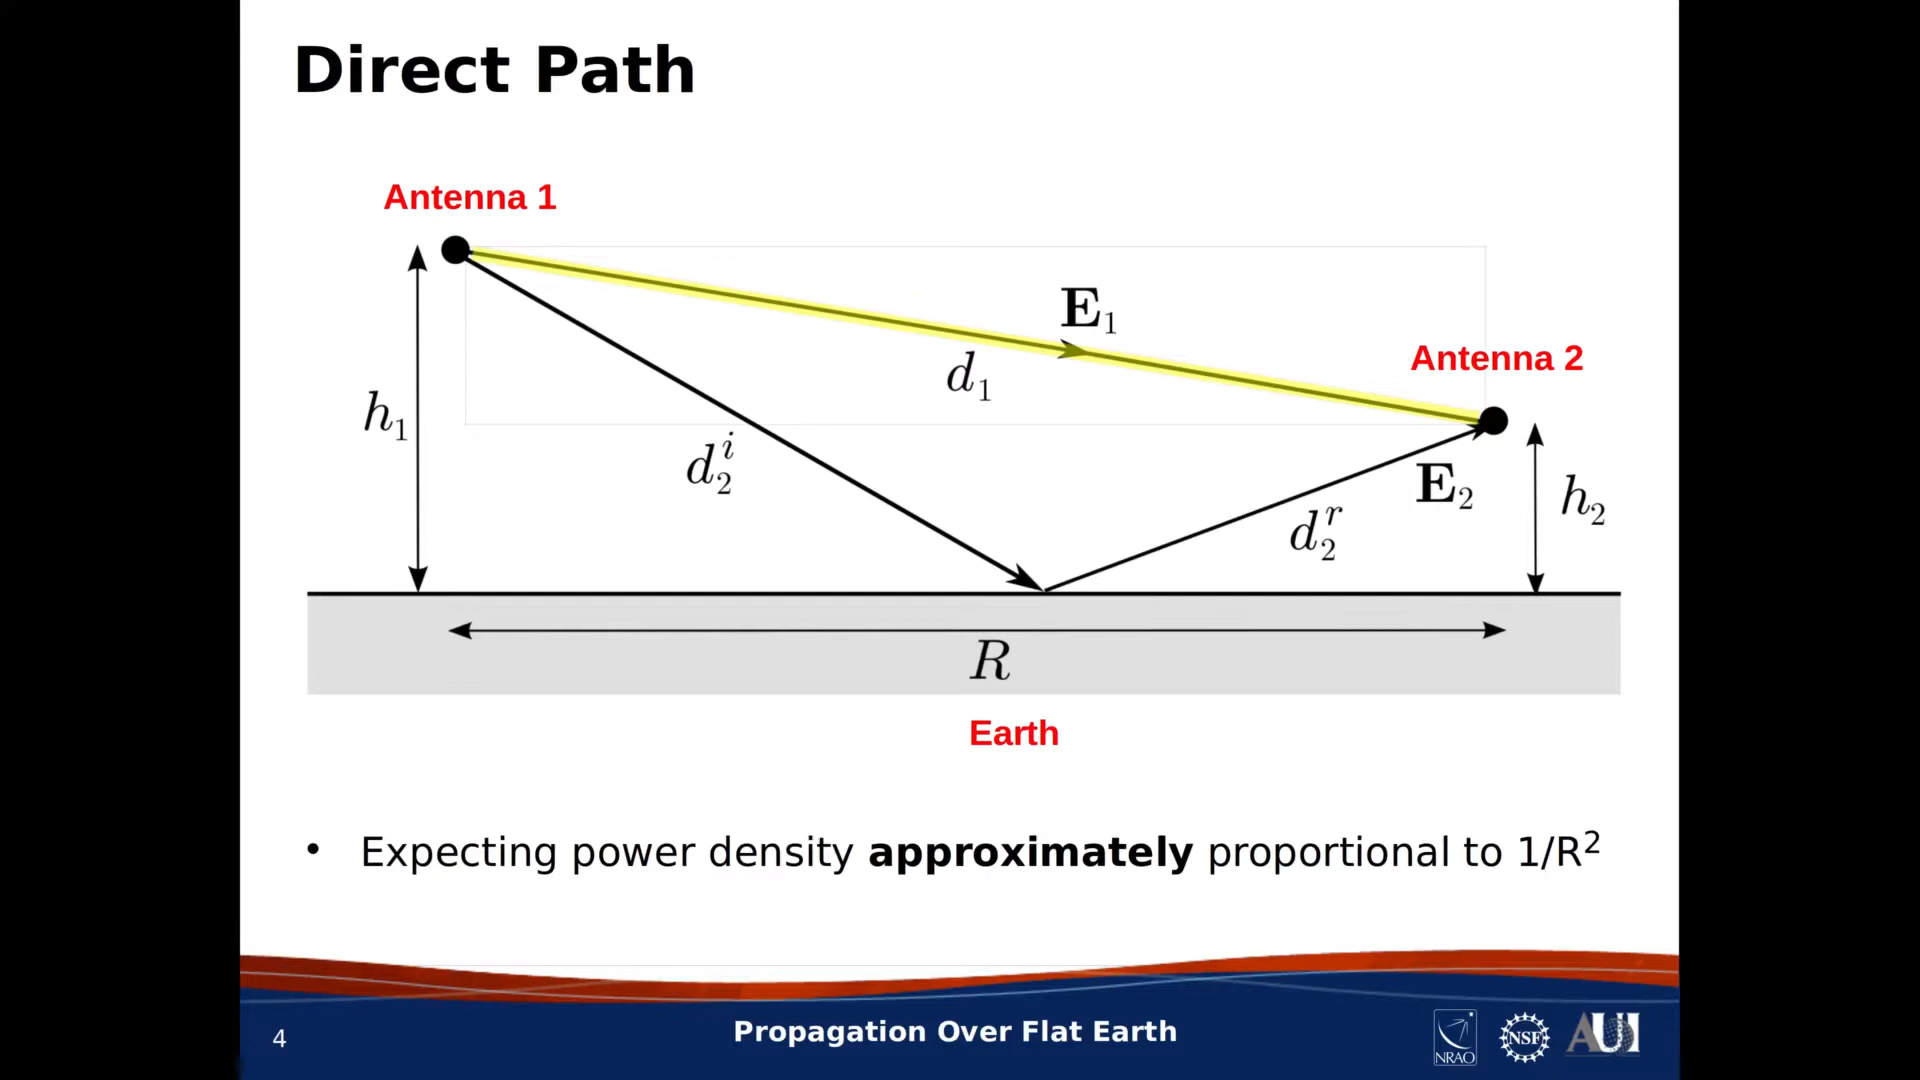 Direct Path
Antenna 1
E₁
Antenna 2
d₁
h₁
d₂ⁱ
E₂
h₂
d₂ʳ
R
Earth
• Expecting power density approximately proportional to 1/R²
4
Propagation Over Flat Earth
NRAO
NSF
AUI